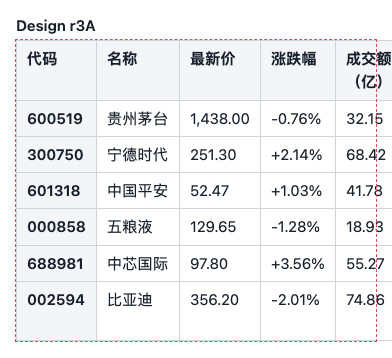 Design r3A
代码 名称 最新价 涨跌幅 成交额
（亿）
600519 贵州茅台 1,438.00 -0.76% 32.15
300750 宁德时代 251.30 +2.14% 68.42
601318 中国平安 52.47 +1.03% 41.78
000858 五粮液 129.65 -1.28% 18.93
688981 中芯国际 97.80 +3.56% 55.27
002594 比亚迪 356.20 -2.01% 74.86